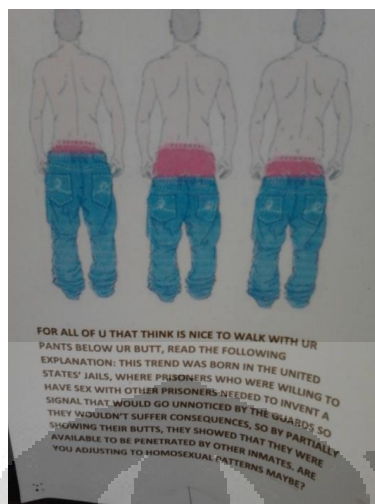 FOR ALL OF U THAT THINK IS NICE TO WALK WITH UR
PANTS BELOW UR BUTT, READ THE FOLLOWING
EXPLANATION: THIS TREND WAS BORN IN THE UNITED
STATES' JAILS, WHERE PRISONERS WHO WERE WILLING TO
HAVE SEX WITH OTHER PRISONERS NEEDED TO INVENT A
SIGNAL THAT WOULD GO UNNOTICED BY THE GUARDS SO
THEY WOULDN'T SUFFER CONSEQUENCES, SO BY PARTIALLY
SHOWING THEIR BUTTS, THEY SHOWED THAT THEY WERE
AVAILABLE TO BE PENETRATED BY OTHER INMATES. ARE
YOU ADJUSTING TO HOMOSEXUAL PATTERNS MAYBE?